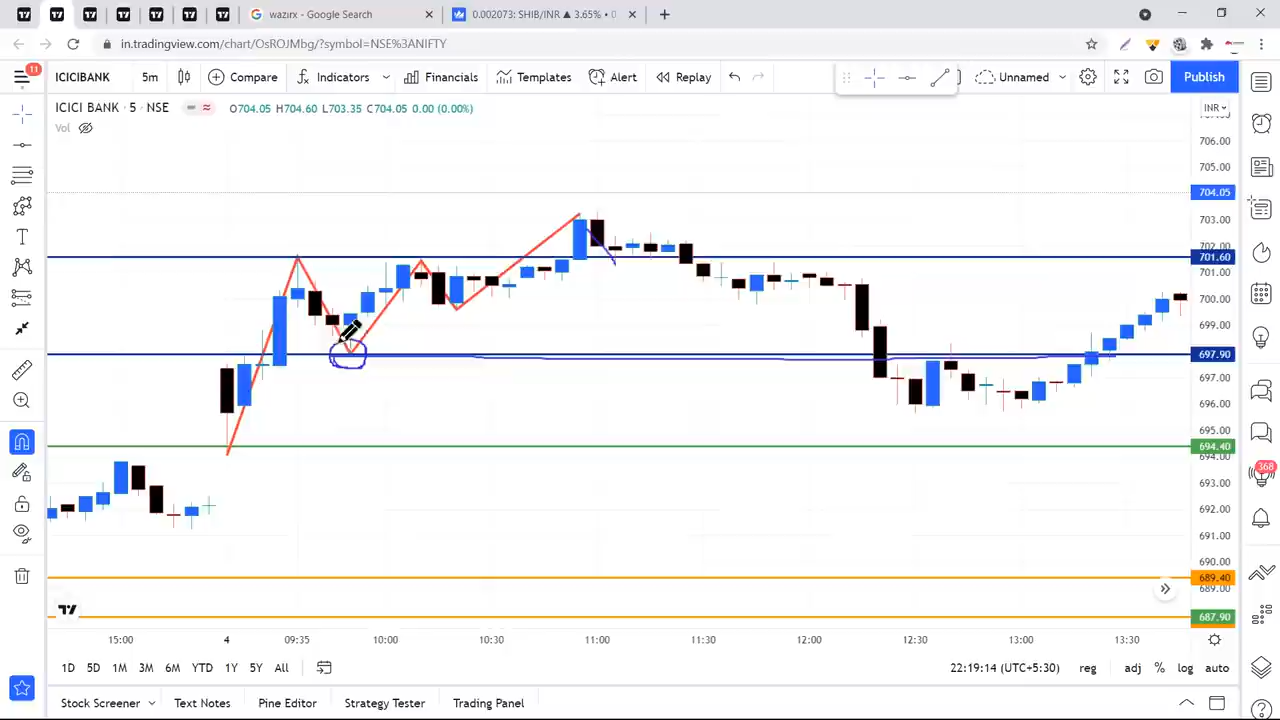 wazirx - Google Search
0.002073: SHIB/INR ▲ 3.65% •
in.tradingview.com/chart/OsROJMbg/?symbol=NSE%3ANIFTY
11
ICICIBANK 5m Compare Indicators Financials Templates Alert Replay Unnamed Publish
ICICI BANK • 5 • NSE O704.05 H704.60 L703.35 C704.05 0.00 (0.00%)
INR
Vol
706.00
705.00
704.05
703.00
702.00
701.60
701.00
700.00
699.00
697.90
697.00
696.00
695.00
694.40
694.00
693.00
692.00
691.00
690.00
689.40
689.00
687.90
368
15:00 4 09:35 10:00 10:30 11:00 11:30 12:00 12:30 13:00 13:30
1D 5D 1M 3M 6M YTD 1Y 5Y All 22:19:14 (UTC+5:30) reg adj % log auto
Stock Screener Text Notes Pine Editor Strategy Tester Trading Panel